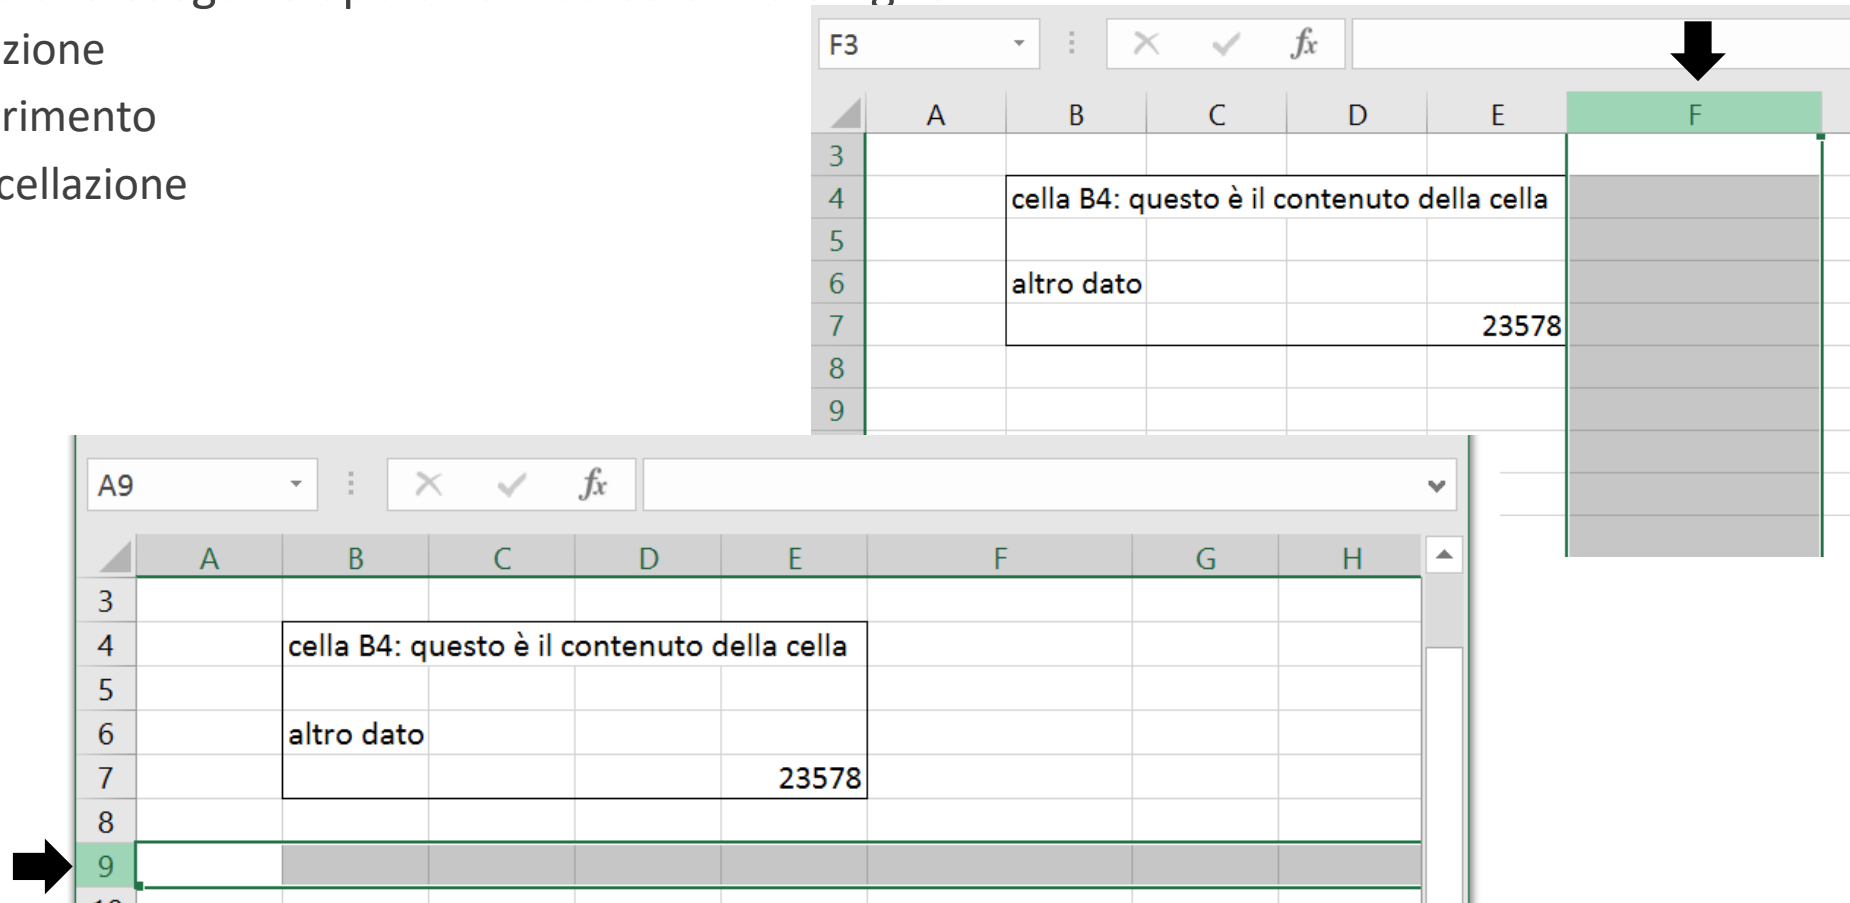 zione
rimento
cellazione
F3 fx
A B C D E F
3
4 cella B4: questo è il contenuto della cella
5
6 altro dato
7 23578
8
9
A9 fx
A B C D E F G H
3
4 cella B4: questo è il contenuto della cella
5
6 altro dato
7 23578
8
9